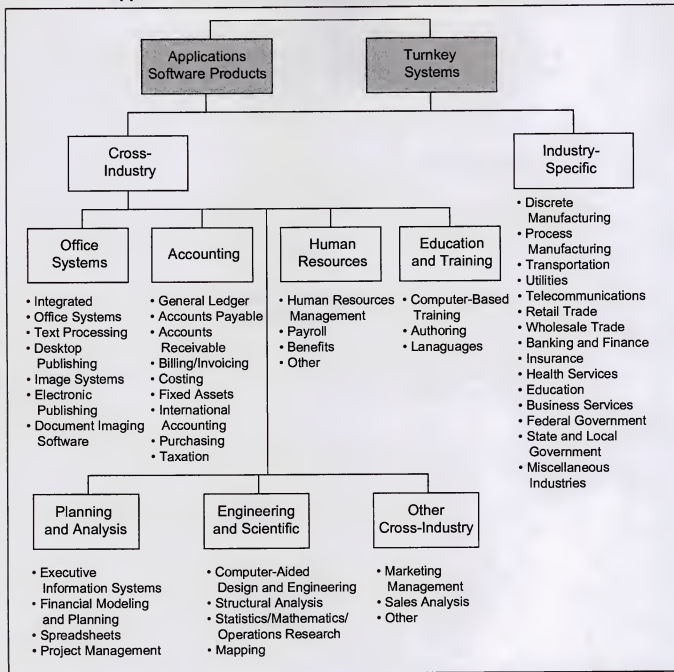 Applications
Software Products
Turnkey
Systems
Cross-
Industry
Industry-
Specific
• Discrete
Manufacturing
• Process
Manufacturing
• Transportation
• Utilities
• Telecommunications
• Retail Trade
• Wholesale Trade
• Banking and Finance
• Insurance
• Health Services
• Education
• Business Services
• Federal Government
• State and Local
Government
• Miscellaneous
Industries
Office
Systems
• Integrated
• Office Systems
• Text Processing
• Desktop
Publishing
• Image Systems
• Electronic
Publishing
• Document Imaging
Software
Accounting
• General Ledger
• Accounts Payable
• Accounts
Receivable
• Billing/Invoicing
• Costing
• Fixed Assets
• International
Accounting
• Purchasing
• Taxation
Human
Resources
• Human Resources
Management
• Payroll
• Benefits
• Other
Education
and Training
• Computer-Based
Training
• Authoring
• Lanaguages
Planning
and Analysis
• Executive
Information Systems
• Financial Modeling
and Planning
• Spreadsheets
• Project Management
Engineering
and Scientific
• Computer-Aided
Design and Engineering
• Structural Analysis
• Statistics/Mathematics/
Operations Research
• Mapping
Other
Cross-Industry
• Marketing
Management
• Sales Analysis
• Other